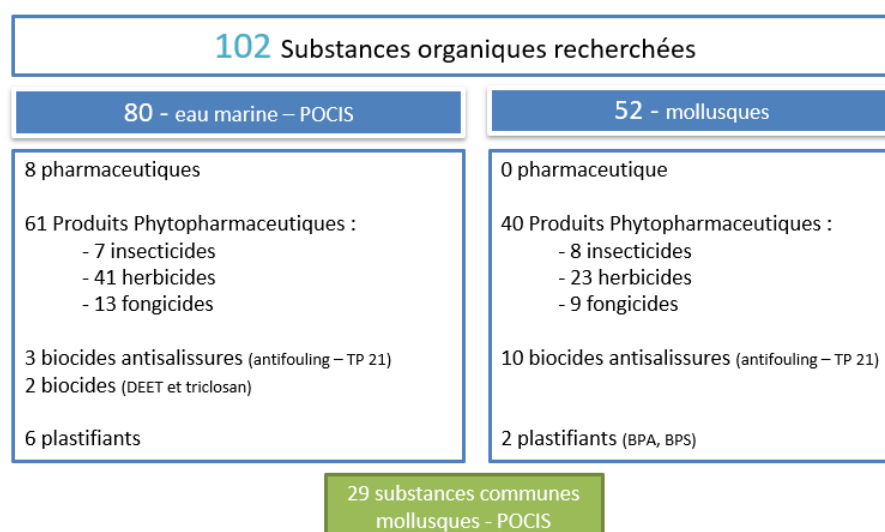 102 Substances organiques recherchées
80 - eau marine – POCIS
8 pharmaceutiques
61 Produits Phytopharmaceutiques :
- 7 insecticides
- 41 herbicides
- 13 fongicides
3 biocides antisalissures (antifouling – TP 21)
2 biocides (DEET et triclosan)
6 plastifiants
52 - mollusques
0 pharmaceutique
40 Produits Phytopharmaceutiques :
- 8 insecticides
- 23 herbicides
- 9 fongicides
10 biocides antisalissures (antifouling – TP 21)
2 plastifiants (BPA, BPS)
29 substances communes
mollusques - POCIS